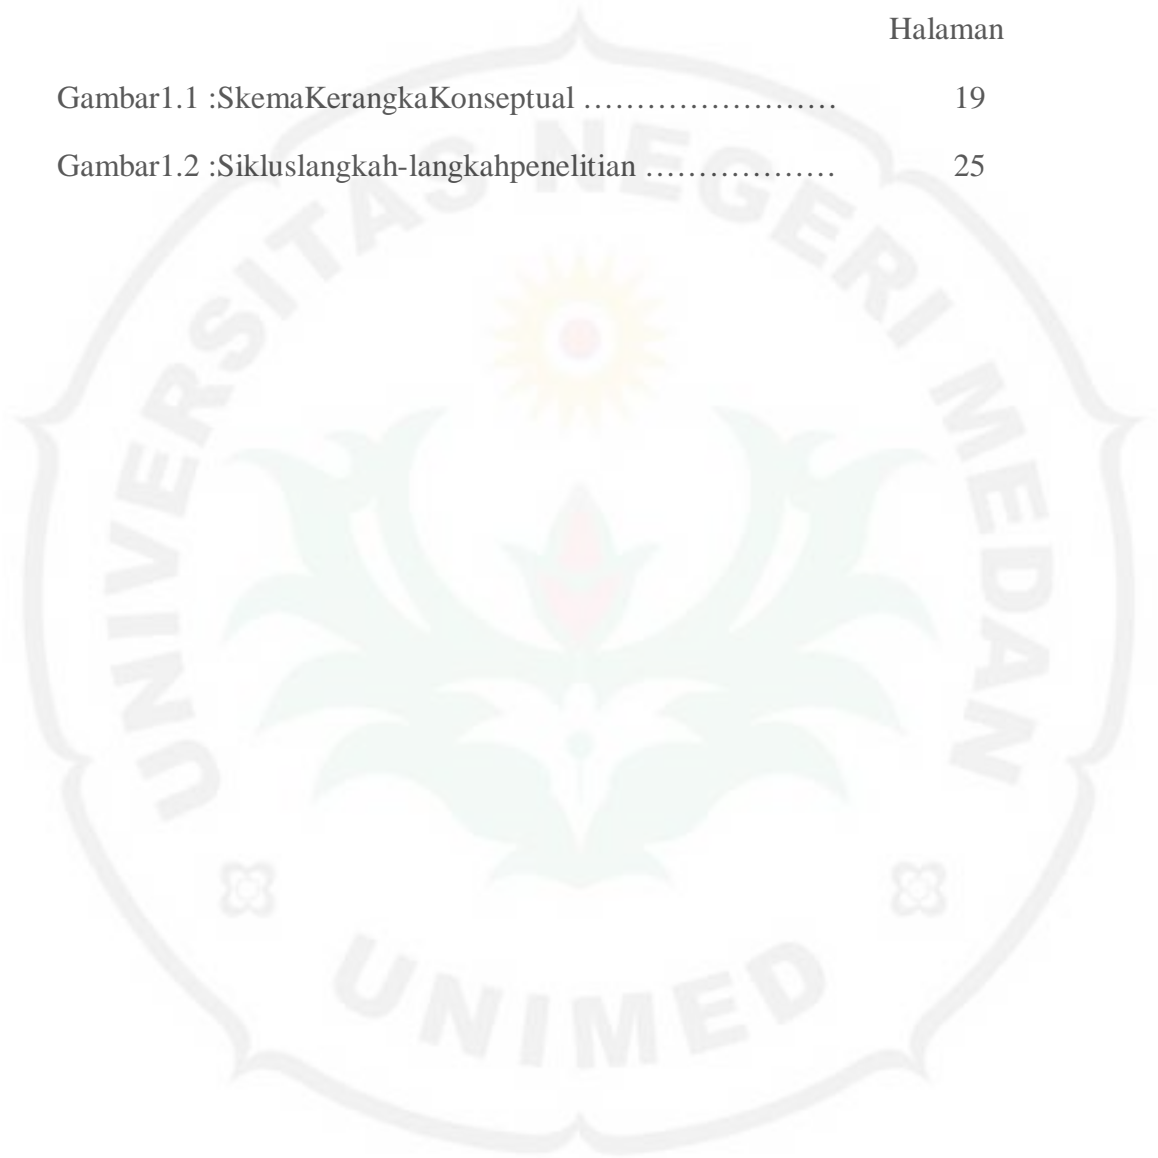 Halaman
Gambar1.1 :SkemaKerangkaKonseptual …………………… 19
Gambar1.2 :Sikluslangkah-langkahpenelitian ……………… 25
UNIVERSITAS NEGERI MEDAN
UNIMED